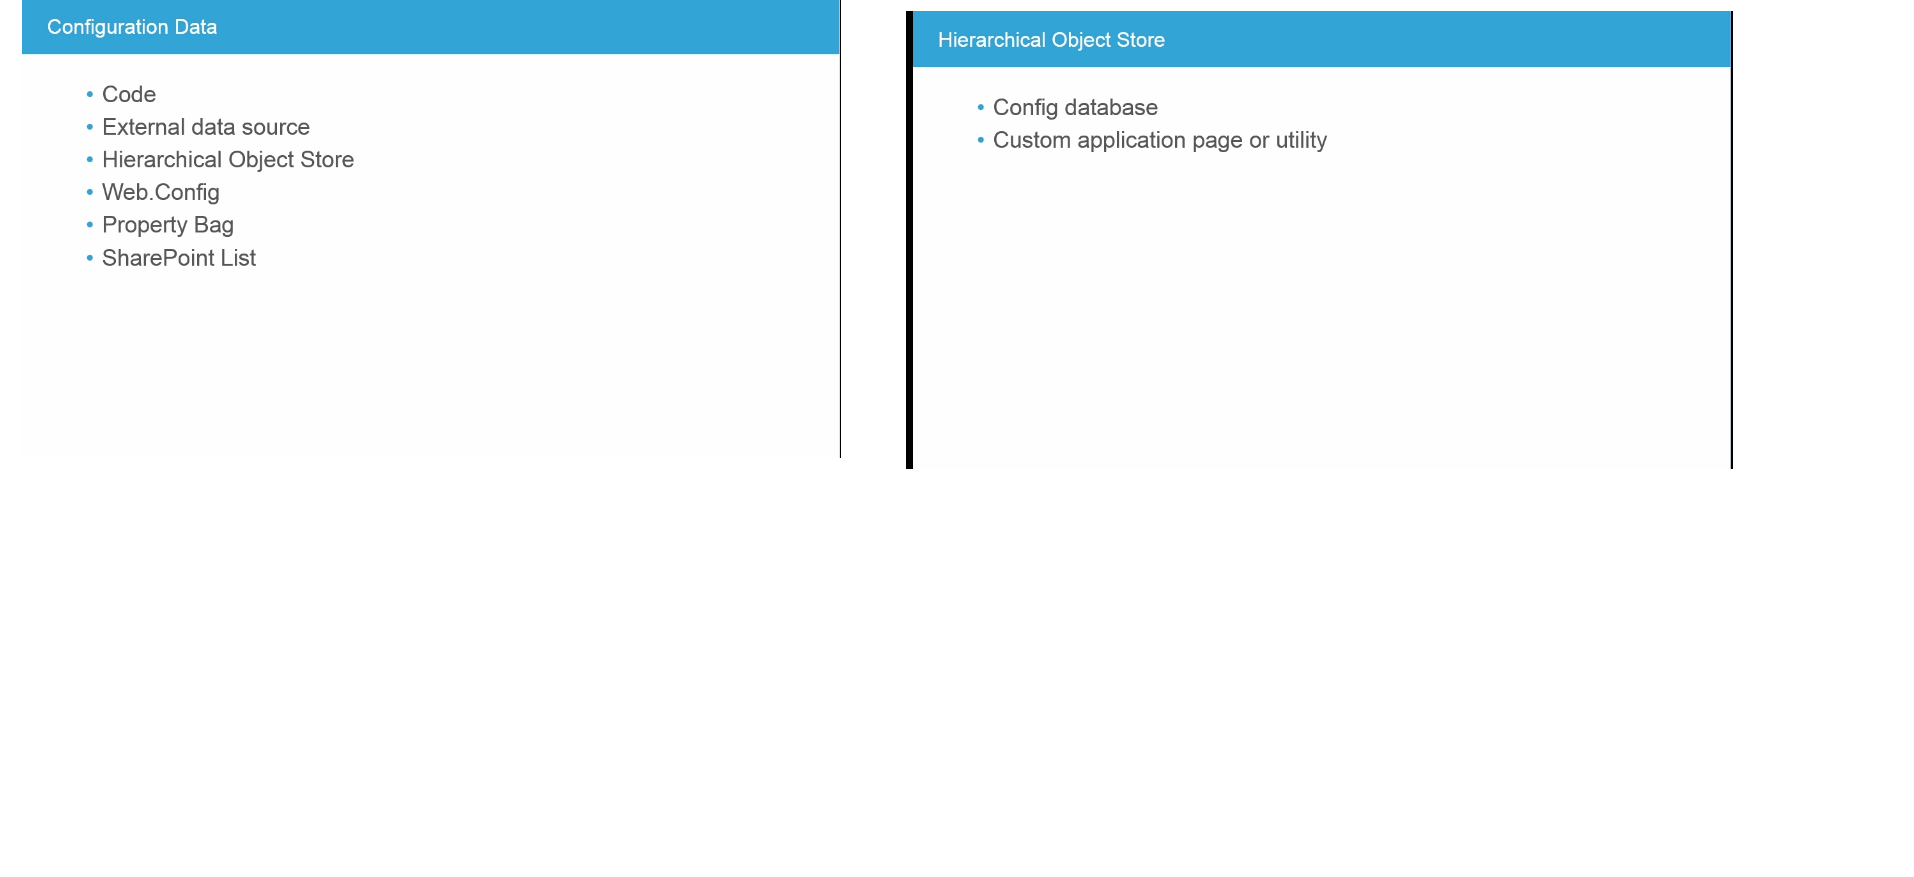 Configuration Data
• Code
• External data source
• Hierarchical Object Store
• Web.Config
• Property Bag
• SharePoint List
Hierarchical Object Store
• Config database
• Custom application page or utility